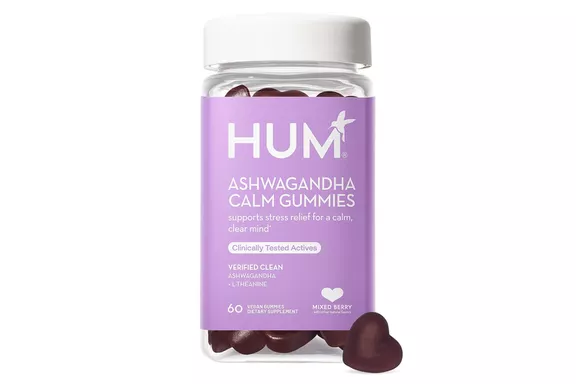 HUM®
ASHWAGANDHA
CALM GUMMIES
supports stress relief for a calm,
clear mind*
Clinically Tested Actives
VERIFIED CLEAN
ASHWAGANDHA
+ L-THEANINE
60 VEGAN GUMMIES
DIETARY SUPPLEMENT
MIXED BERRY